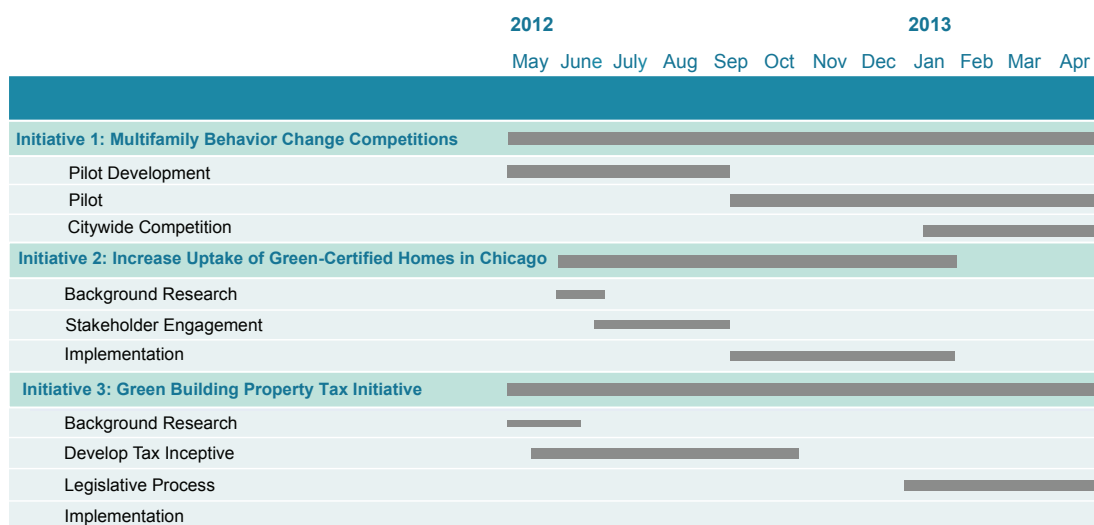 2012 2013
May June July Aug Sep Oct Nov Dec Jan Feb Mar Apr
Initiative 1: Multifamily Behavior Change Competitions
Pilot Development
Pilot
Citywide Competition
Initiative 2: Increase Uptake of Green-Certified Homes in Chicago
Background Research
Stakeholder Engagement
Implementation
Initiative 3: Green Building Property Tax Initiative
Background Research
Develop Tax Inceptive
Legislative Process
Implementation